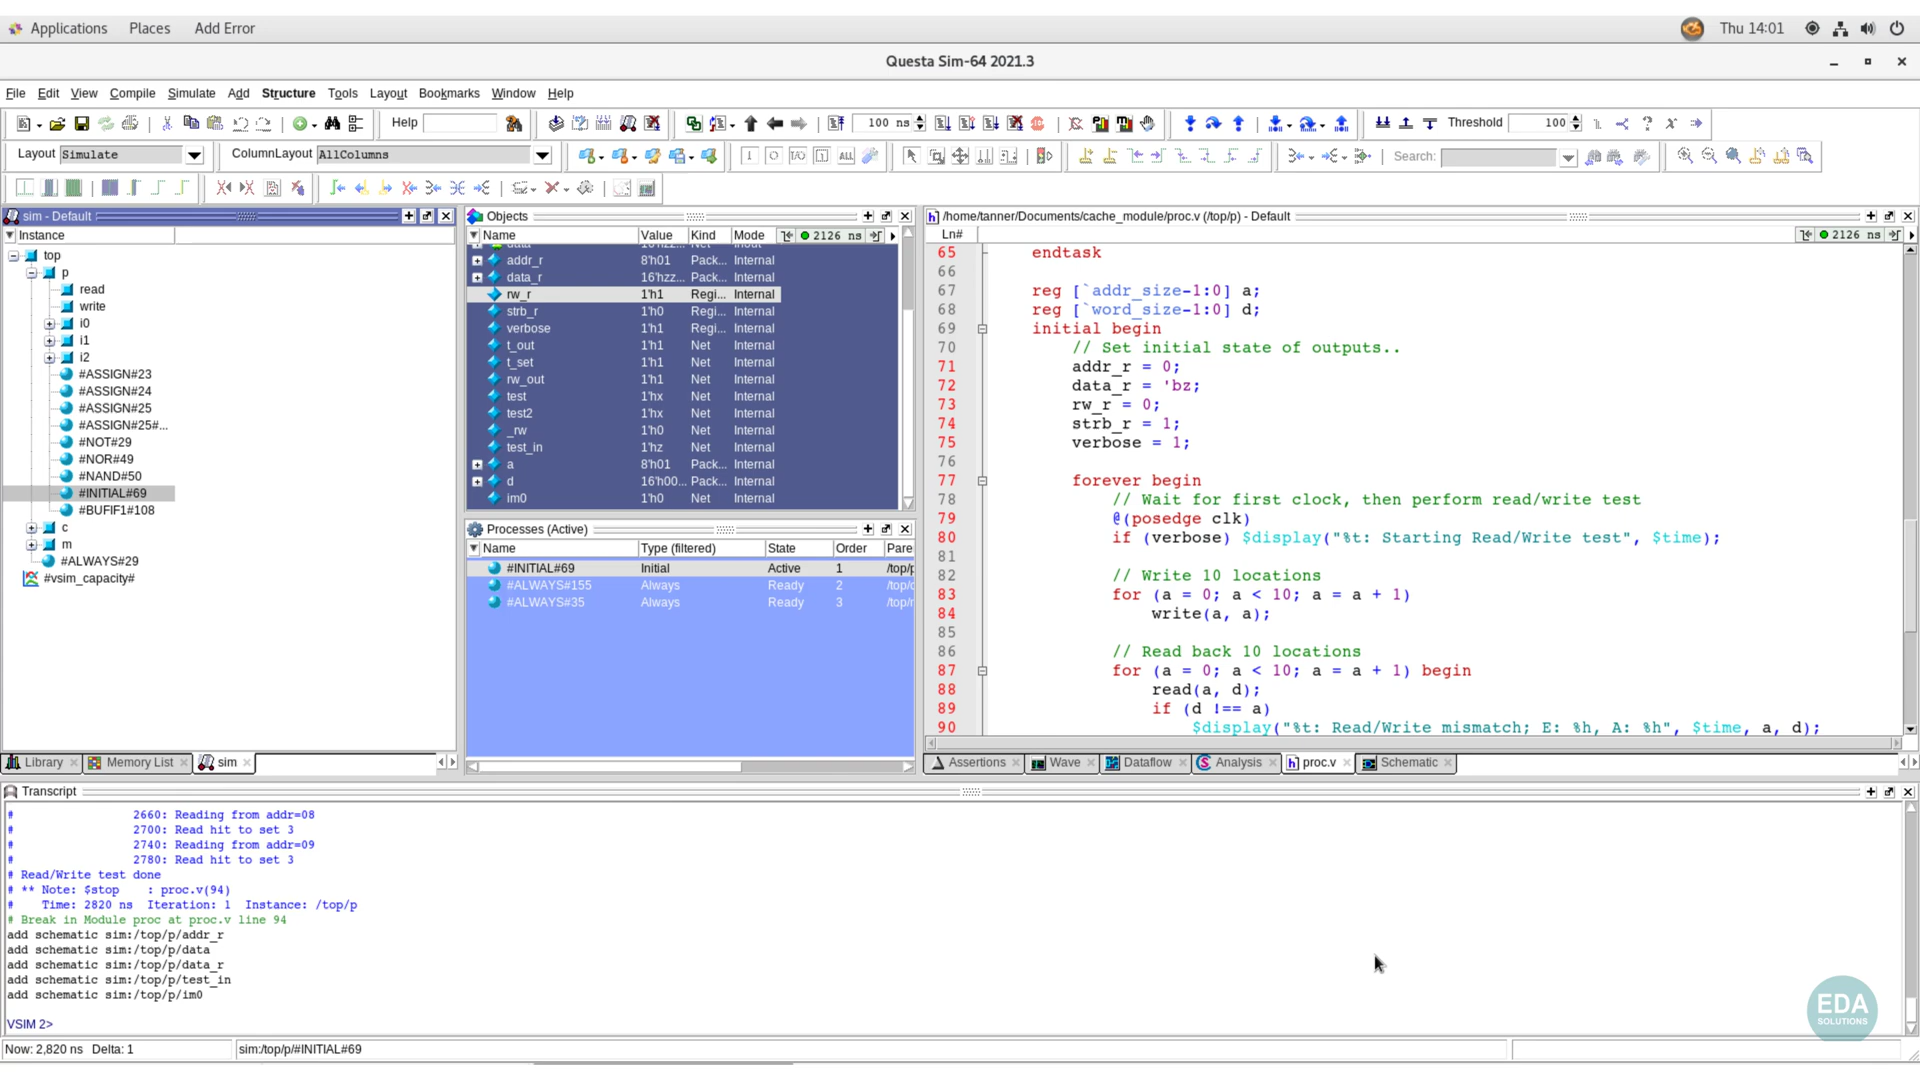 Applications Places Add Error Thu 14:01
Questa Sim-64 2021.3
File Edit View Compile Simulate Add Structure Tools Layout Bookmarks Window Help
Help 100 ns Threshold 100
Layout Simulate ColumnLayout AllColumns Search:
sim - Default
Instance
top
p
read
write
i0
i1
i2
#ASSIGN#23
#ASSIGN#24
#ASSIGN#25
#ASSIGN#25#...
#NOT#29
#NOR#49
#NAND#50
#INITIAL#69
#BUFIF1#108
c
m
#ALWAYS#29
#vsim_capacity#
Library Memory List sim
Objects
Name Value Kind Mode 2126 ns
addr_r 8'h01 Pack... Internal
data_r 16'hzz... Pack... Internal
rw_r 1'h1 Regi... Internal
strb_r 1'h0 Regi... Internal
verbose 1'h1 Regi... Internal
t_out 1'h1 Net Internal
t_set 1'h1 Net Internal
rw_out 1'h1 Net Internal
test 1'hx Net Internal
test2 1'hx Net Internal
_rw 1'h0 Net Internal
test_in 1'hz Net Internal
a 8'h01 Pack... Internal
d 16'h00... Pack... Internal
im0 1'h0 Net Internal
Processes (Active)
Name Type (filtered) State Order Pare
#INITIAL#69 Initial Active 1 /top/p
#ALWAYS#155 Always Ready 2 /top/c
#ALWAYS#35 Always Ready 3 /top/r
/home/tanner/Documents/cache_module/proc.v (/top/p) - Default
Ln# 2126 ns
65 endtask
66
67 reg [`addr_size-1:0] a;
68 reg [`word_size-1:0] d;
69 initial begin
70 // Set initial state of outputs..
71 addr_r = 0;
72 data_r = 'bz;
73 rw_r = 0;
74 strb_r = 1;
75 verbose = 1;
76
77 forever begin
78 // Wait for first clock, then perform read/write test
79 @(posedge clk)
80 if (verbose) $display("%t: Starting Read/Write test", $time);
81
82 // Write 10 locations
83 for (a = 0; a < 10; a = a + 1)
84 write(a, a);
85
86 // Read back 10 locations
87 for (a = 0; a < 10; a = a + 1) begin
88 read(a, d);
89 if (d !== a)
90 $display("%t: Read/Write mismatch; E: %h, A: %h", $time, a, d);
Assertions Wave Dataflow Analysis proc.v Schematic
Transcript
# 2660: Reading from addr=08
# 2700: Read hit to set 3
# 2740: Reading from addr=09
# 2780: Read hit to set 3
# Read/Write test done
# ** Note: $stop : proc.v(94)
# Time: 2820 ns Iteration: 1 Instance: /top/p
# Break in Module proc at proc.v line 94
add schematic sim:/top/p/addr_r
add schematic sim:/top/p/data
add schematic sim:/top/p/data_r
add schematic sim:/top/p/test_in
add schematic sim:/top/p/im0
VSIM 2>
EDA
SOLUTIONS
Now: 2,820 ns Delta: 1 sim:/top/p/#INITIAL#69